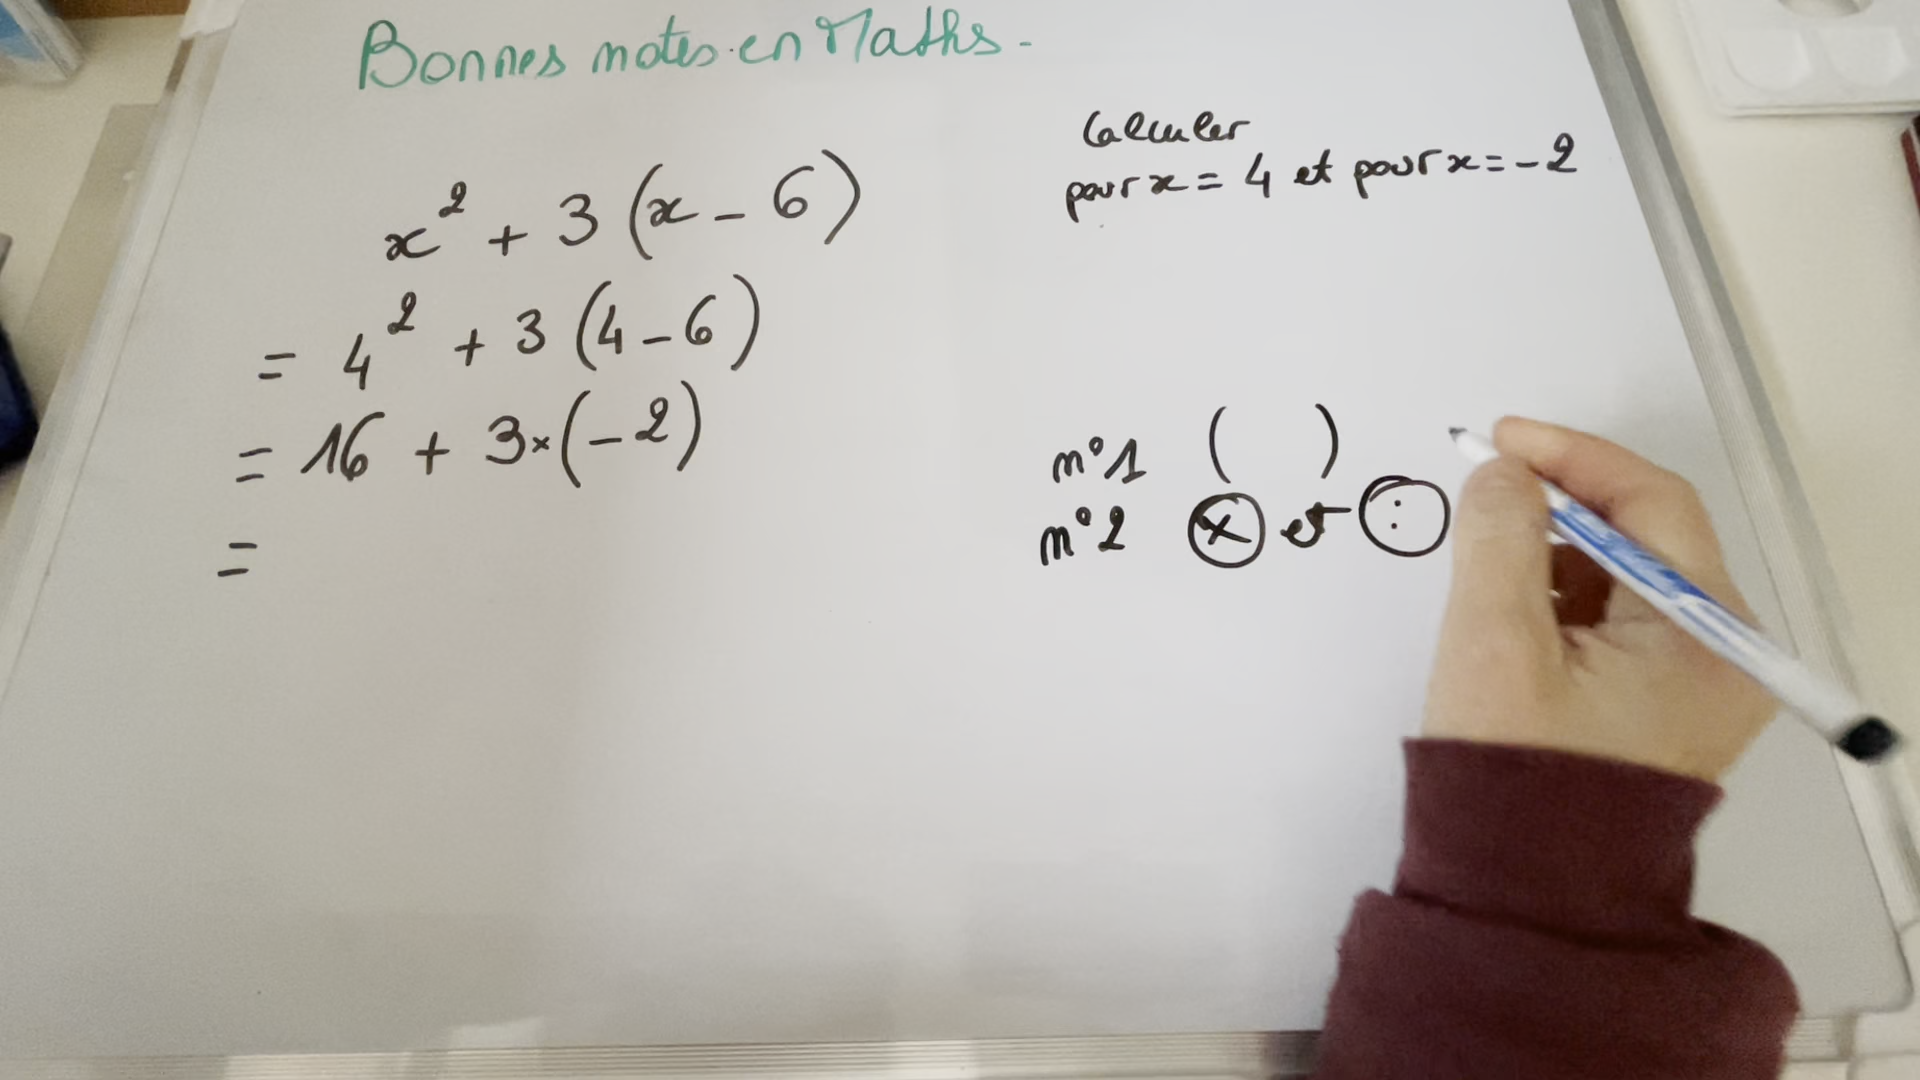 Bonnes notes en Maths.
Calculer
pour x = 4 et pour x = -2
x² + 3 (x - 6)
= 4² + 3 (4 - 6)
= 16 + 3 × (-2)
=
n°1 ( )
n°2 × et :